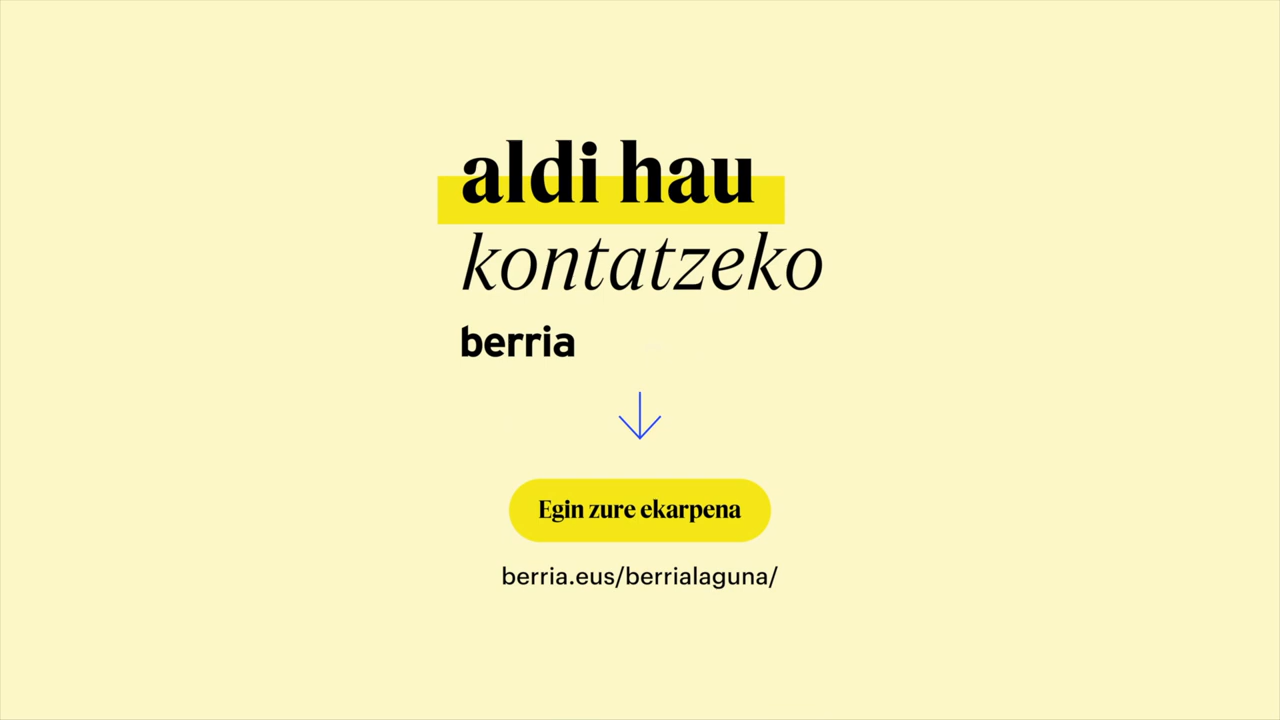 aldi hau
kontatzeko
berria
Egin zure ekarpena
berria.eus/berrialaguna/